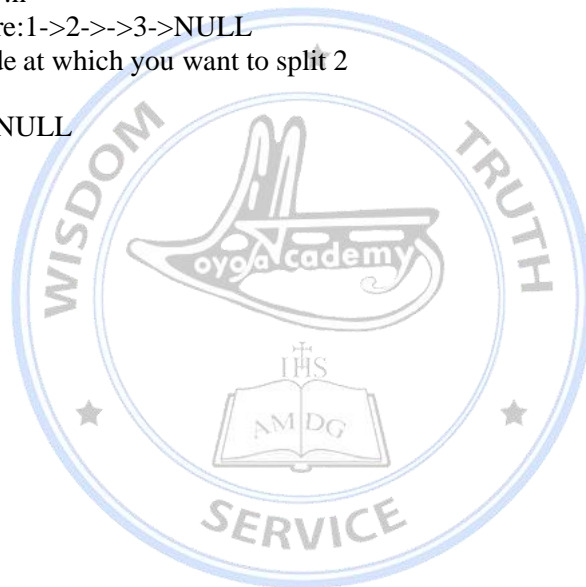 re:1->2->->3->NULL
de at which you want to split 2
NULL
WISDOM
TRUTH
oyola
cademy
IHS
AM DG
SERVICE